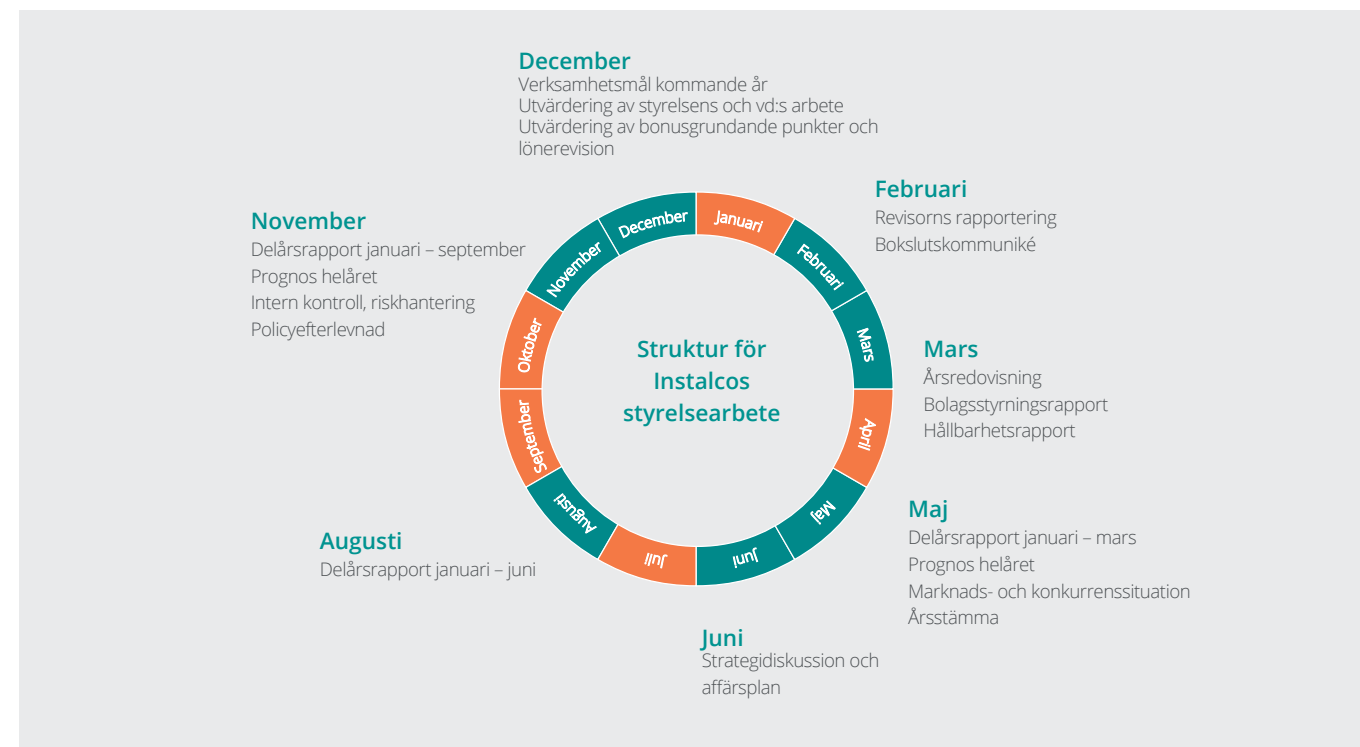 December
Verksamhetsmål kommande år
Utvärdering av styrelsens och vd:s arbete
Utvärdering av bonusgrundande punkter och
lönerevision
Februari
Revisorns rapportering
Bokslutskommuniké
November
Delårsrapport januari – september
Prognos helåret
Intern kontroll, riskhantering
Policyefterlevnad
Januari
Februari
Mars
April
Maj
Juni
Juli
Augusti
September
Oktober
November
December
Struktur för
Instalcos
styrelsearbete
Mars
Årsredovisning
Bolagsstyrningsrapport
Hållbarhetsrapport
Maj
Delårsrapport januari – mars
Prognos helåret
Marknads- och konkurrenssituation
Årsstämma
Augusti
Delårsrapport januari – juni
Juni
Strategidiskussion och
affärsplan